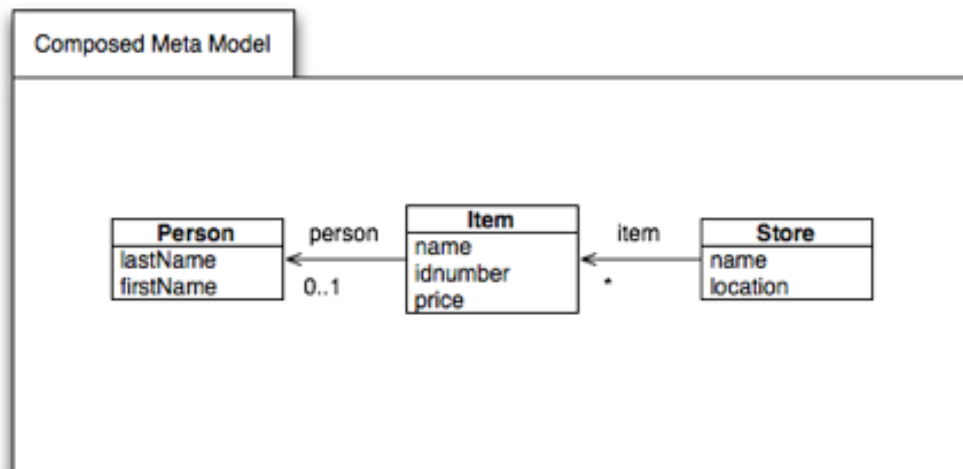 Composed Meta Model
Person
lastName
firstName
person
0..1
Item
name
idnumber
price
item
*
Store
name
location